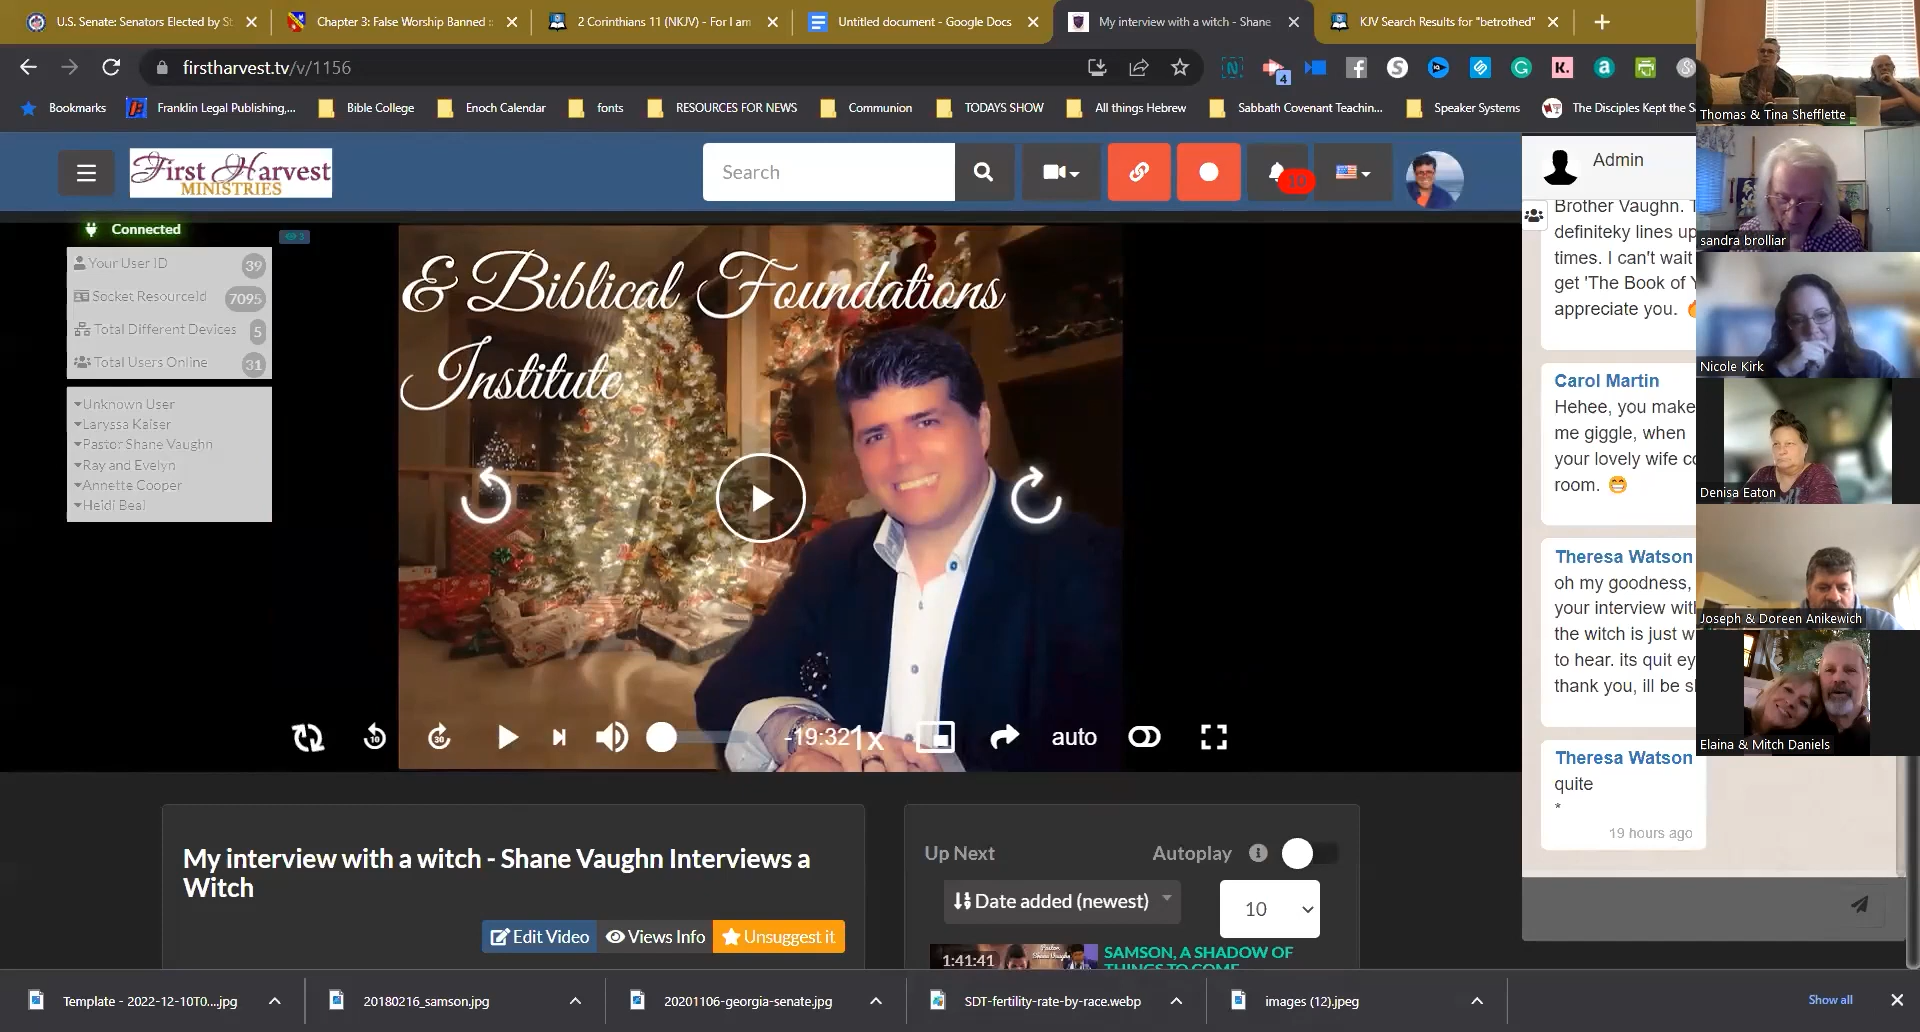 U.S. Senate: Senators Elected by St
Chapter 3: False Worship Banned ::
2 Corinthians 11 (NKJV) - For I am
Untitled document - Google Docs
My interview with a witch - Shane
KJV Search Results for "betrothed"
firstharvest.tv/v/1156
4
K.
Bookmarks
Franklin Legal Publishing,...
Bible College
Enoch Calendar
fonts
RESOURCES FOR NEWS
Communion
TODAYS SHOW
All things Hebrew
Sabbath Covenant Teachin...
Speaker Systems
The Disciples Kept the S
First Harvest
MINISTRIES
Search
10
Connected
3
Your User ID 39
Socket ResourceId 7095
Total Different Devices 5
Total Users Online 31
Unknown User
Laryssa Kaiser
Pastor Shane Vaughn
Ray and Evelyn
Annette Cooper
Heidi Beal
& Biblical Foundations
Institute
10
30
-19:32
1x
auto
My interview with a witch - Shane Vaughn Interviews a
Witch
Edit Video
Views Info
Unsuggest it
Up Next
Autoplay
Date added (newest)
10
1:41:41
SAMSON, A SHADOW OF
THINGS TO COME
Admin
Brother Vaughn. T
definiteky lines up
times. I can't wait
get 'The Book of Y
appreciate you.
Carol Martin
Hehee, you make
me giggle, when
your lovely wife co
room.
Theresa Watson
oh my goodness,
your interview wit
the witch is just w
to hear. its quit ey
thank you, ill be s
Theresa Watson
quite
*
19 hours ago
Thomas & Tina Shefflette
sandra brolliar
Nicole Kirk
Denisa Eaton
Joseph & Doreen Anikewich
Elaina & Mitch Daniels
Template - 2022-12-10T0....jpg
20180216_samson.jpg
20201106-georgia-senate.jpg
SDT-fertility-rate-by-race.webp
images (12).jpeg
Show all